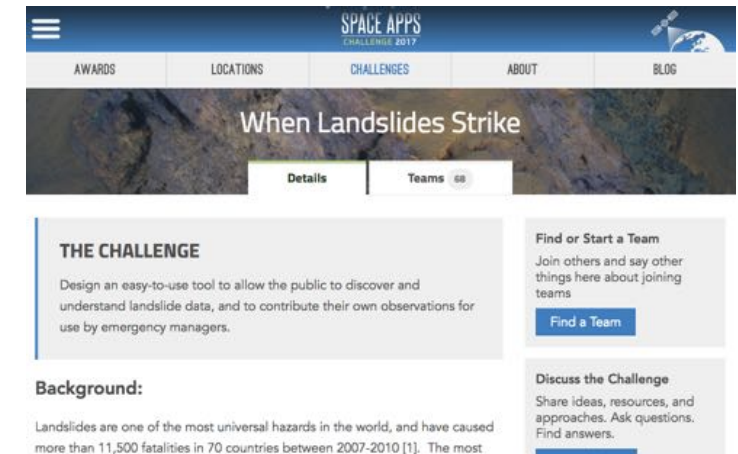 SPACE APPS
CHALLENGE 2017
AWARDS
LOCATIONS
CHALLENGES
ABOUT
BLOG
When Landslides Strike
Details
Teams 68
THE CHALLENGE
Design an easy-to-use tool to allow the public to discover and
understand landslide data, and to contribute their own observations for
use by emergency managers.
Background:
Landslides are one of the most universal hazards in the world, and have caused
more than 11,500 fatalities in 70 countries between 2007-2010 [1]. The most
Find or Start a Team
Join others and say other
things here about joining
teams
Find a Team
Discuss the Challenge
Share ideas, resources, and
approaches. Ask questions.
Find answers.